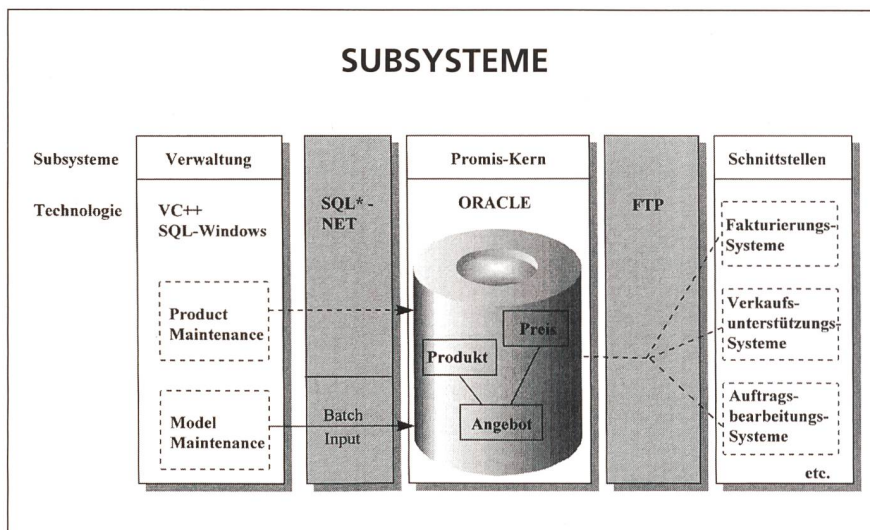 SUBSYSTEME
Subsysteme
Verwaltung
Promis-Kern
Schnittstellen
Technologie
VC++
SQL-Windows
SQL* -
NET
ORACLE
FTP
Product
Maintenance
Model
Maintenance
Batch
Input
Produkt
Preis
Angebot
Fakturierungs-
Systeme
Verkaufs-
unterstützungs-
Systeme
Auftrags-
bearbeitungs-
Systeme
etc.